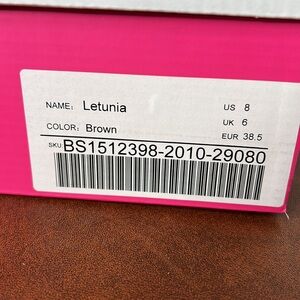 NAME: Letunia US 8
UK 6
COLOR: Brown EUR 38.5
SKU BS1512398-2010-29080